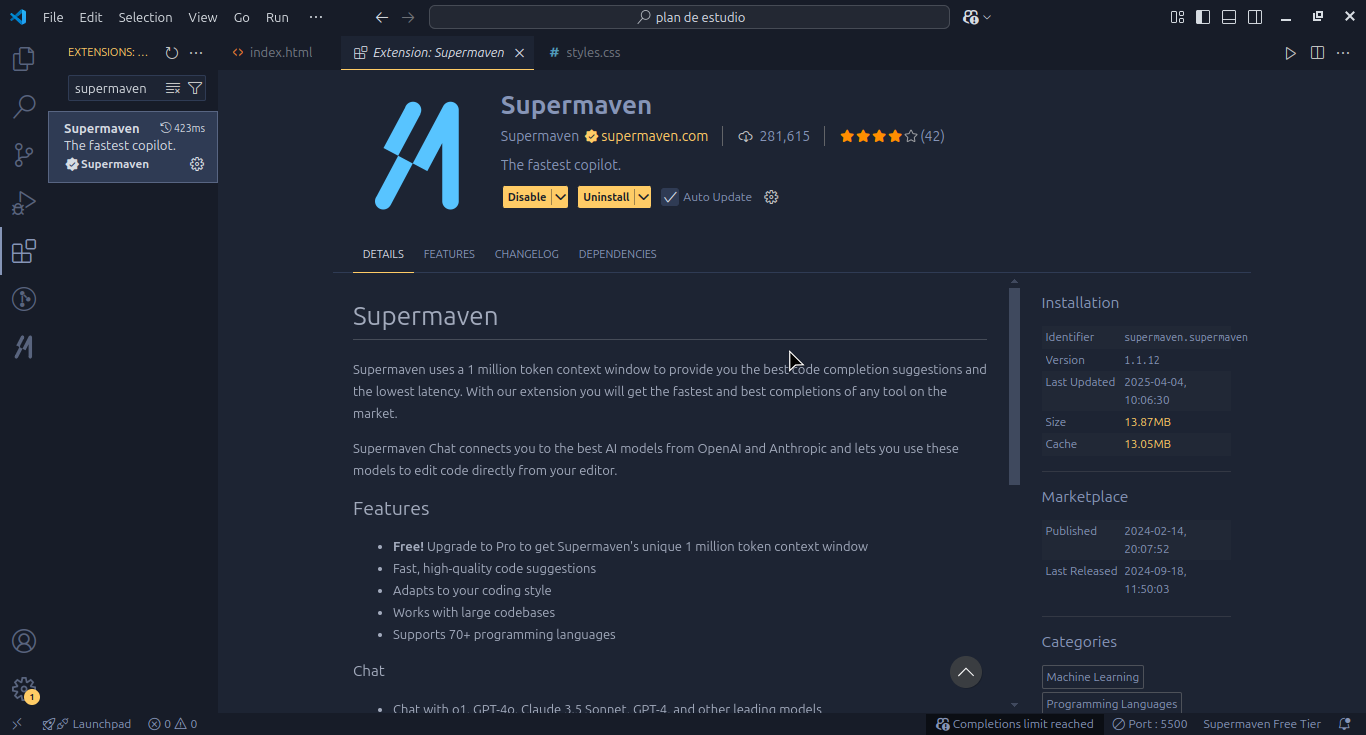 File Edit Selection View Go Run ···
plan de estudio
EXTENSIONS: ...
supermaven
Supermaven 423ms
The fastest copilot.
Supermaven
index.html
Extension: Supermaven
# styles.css
Supermaven
Supermaven supermaven.com 281,615 (42)
The fastest copilot.
Disable Uninstall Auto Update
DETAILS FEATURES CHANGELOG DEPENDENCIES
Supermaven
Supermaven uses a 1 million token context window to provide you the best code completion suggestions and
the lowest latency. With our extension you will get the fastest and best completions of any tool on the
market.
Supermaven Chat connects you to the best AI models from OpenAI and Anthropic and lets you use these
models to edit code directly from your editor.
Features
• Free! Upgrade to Pro to get Supermaven's unique 1 million token context window
• Fast, high-quality code suggestions
• Adapts to your coding style
• Works with large codebases
• Supports 70+ programming languages
Chat
• Chat with o1, GPT-4o, Claude 3.5 Sonnet, GPT-4, and other leading models
Installation
Identifier supermaven.supermaven
Version 1.1.12
Last Updated 2025-04-04,
10:06:30
Size 13.87MB
Cache 13.05MB
Marketplace
Published 2024-02-14,
20:07:52
Last Released 2024-09-18,
11:50:03
Categories
Machine Learning
Programming Languages
1
Launchpad 0 0
Completions limit reached Port : 5500 Supermaven Free Tier